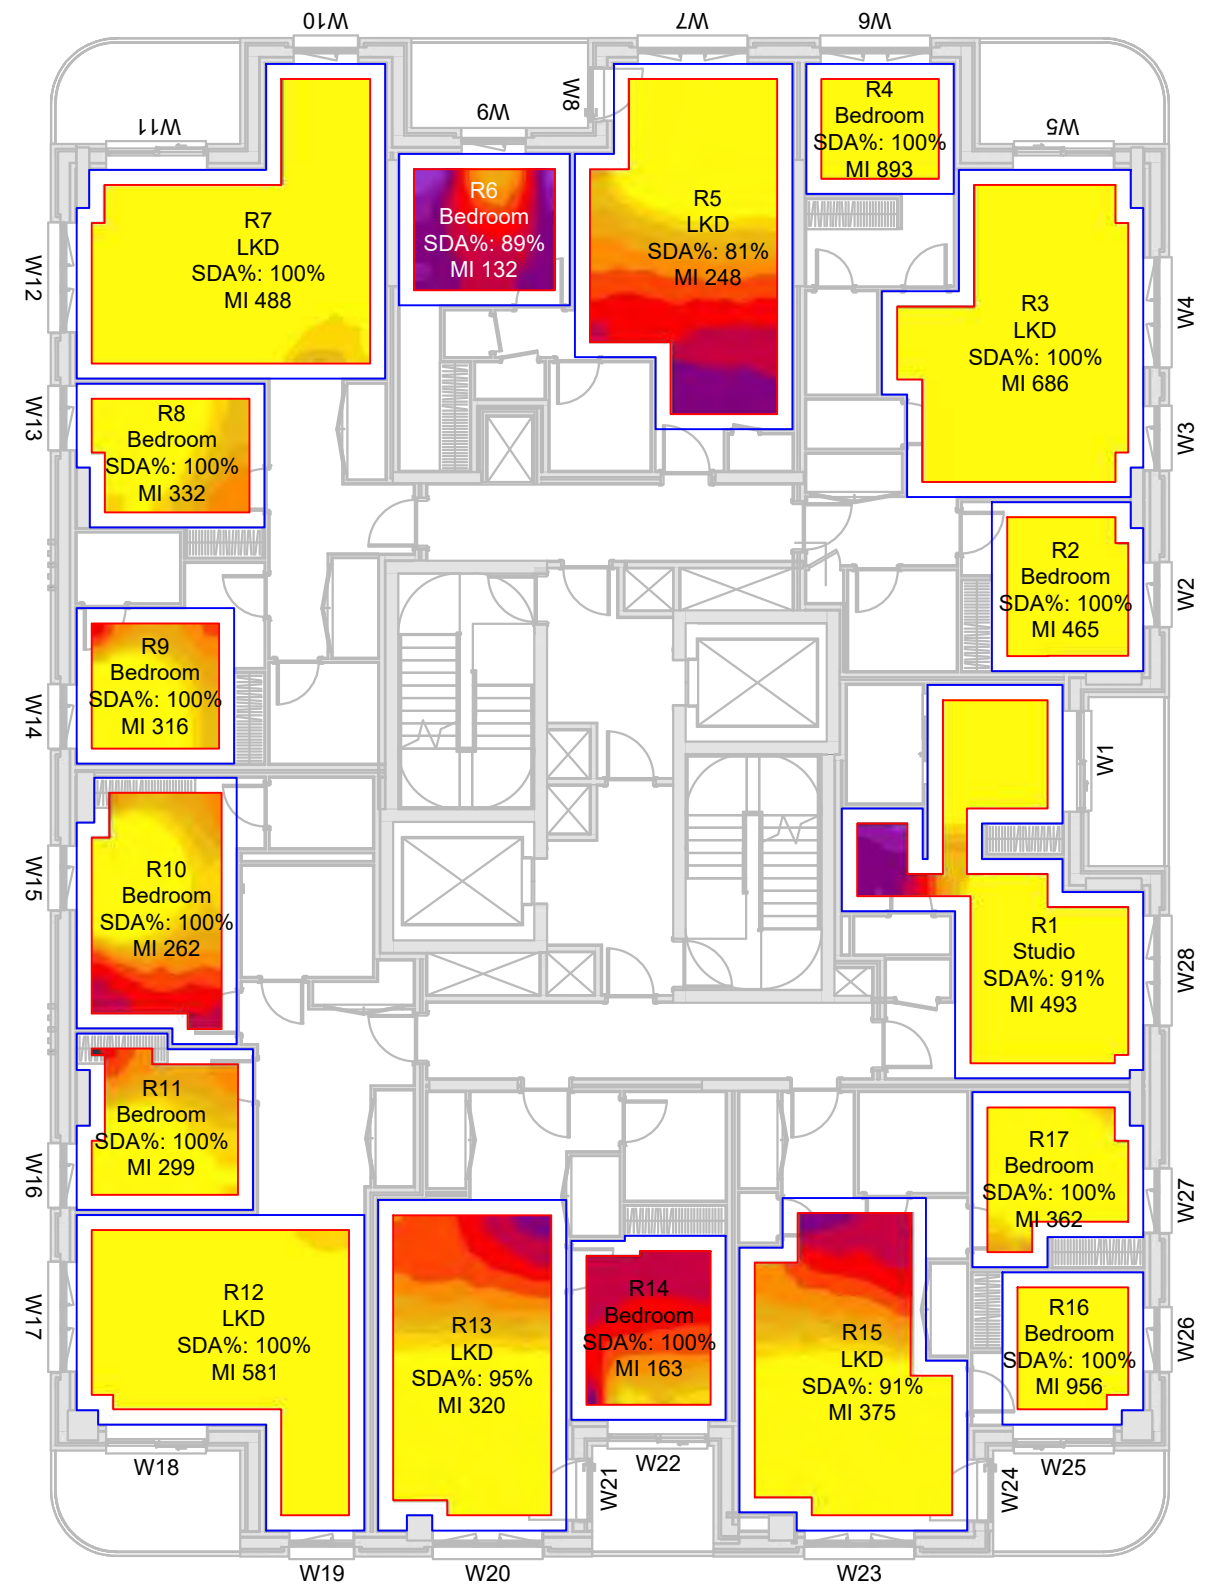 W10
W7
W6
W11
W9
W8
W5
R4
Bedroom
SDA%: 100%
MI 893
R6
Bedroom
SDA%: 89%
MI 132
R5
LKD
SDA%: 81%
MI 248
R7
LKD
SDA%: 100%
MI 488
W12
W4
R3
LKD
SDA%: 100%
MI 686
W13
R8
Bedroom
SDA%: 100%
MI 332
W3
R2
Bedroom
SDA%: 100%
MI 465
W2
R9
Bedroom
SDA%: 100%
MI 316
W14
W1
W15
R10
Bedroom
SDA%: 100%
MI 262
R1
Studio
SDA%: 91%
MI 493
W28
R11
Bedroom
SDA%: 100%
MI 299
W16
R17
Bedroom
SDA%: 100%
MI 362
W27
W17
R12
LKD
SDA%: 100%
MI 581
R13
LKD
SDA%: 95%
MI 320
R14
Bedroom
SDA%: 100%
MI 163
R15
LKD
SDA%: 91%
MI 375
R16
Bedroom
SDA%: 100%
MI 956
W26
W18
W21
W22
W24
W25
W19
W20
W23